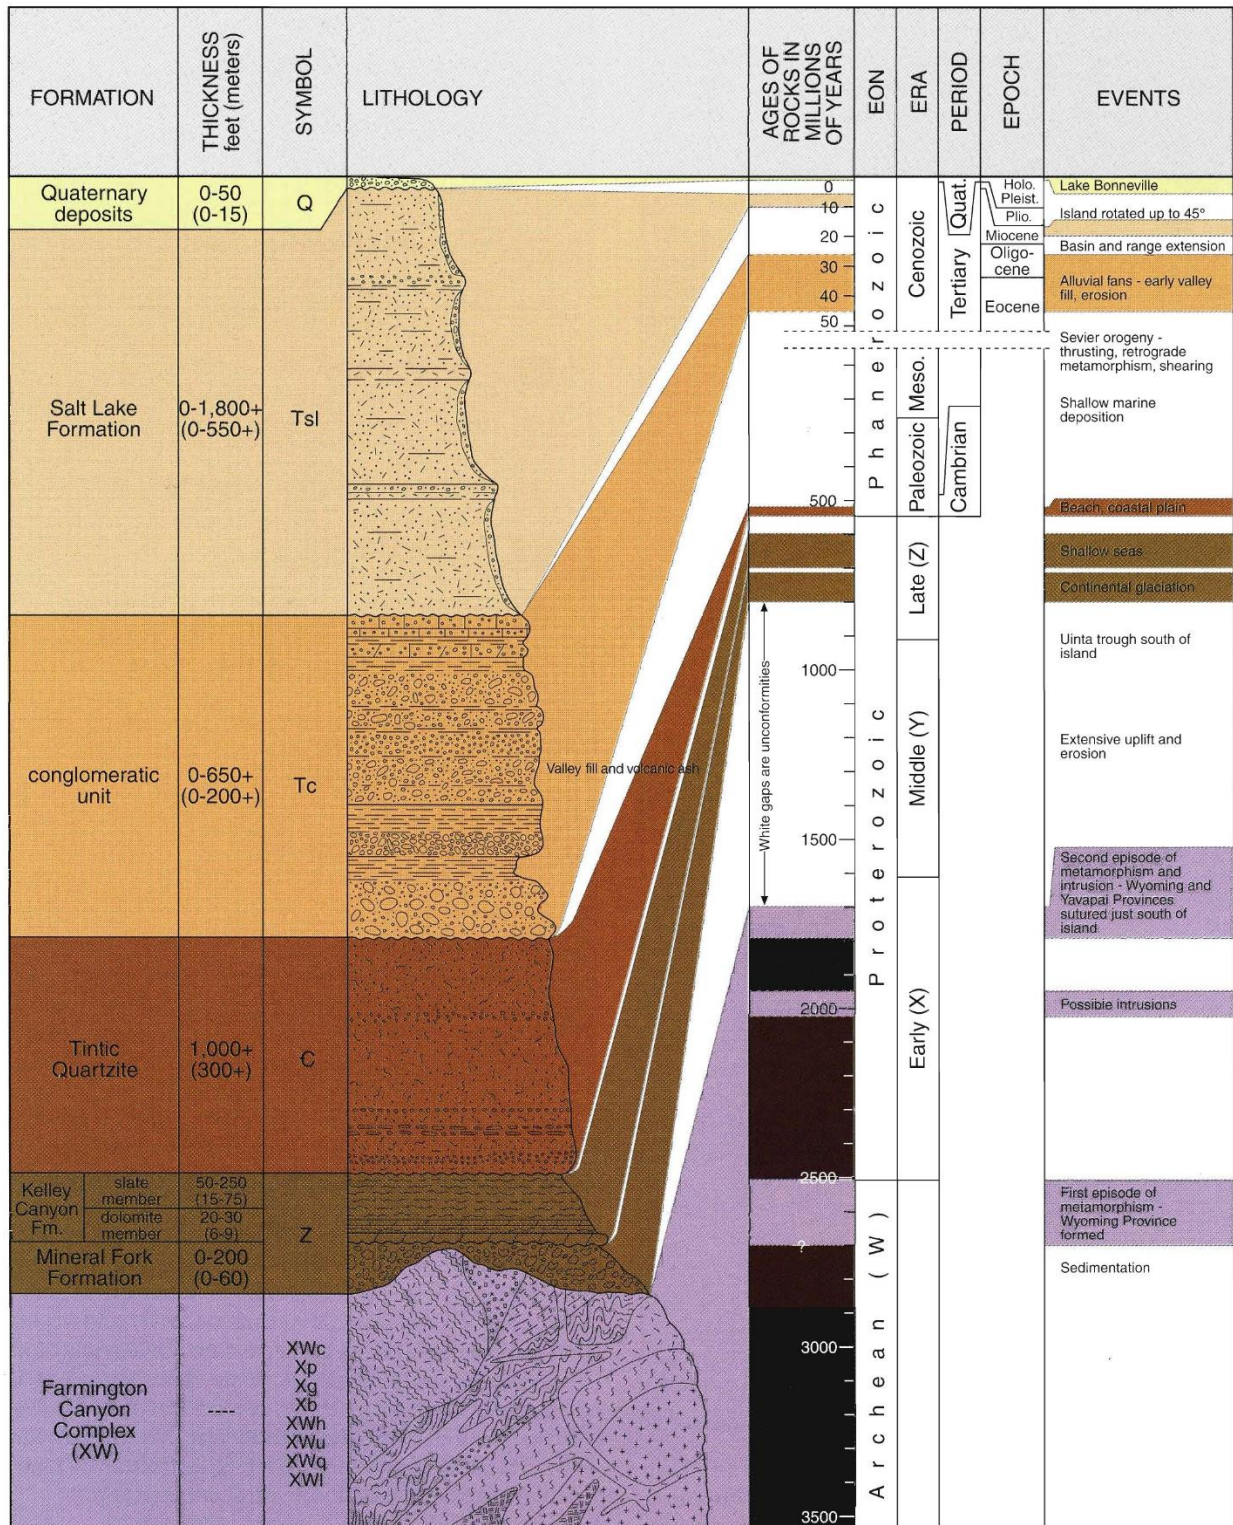 FORMATION
THICKNESS
feet (meters)
SYMBOL
LITHOLOGY
AGES OF
ROCKS IN
MILLIONS
OF YEARS
EON
ERA
PERIOD
EPOCH
EVENTS
Quaternary
deposits
0-50
(0-15)
Q
Salt Lake
Formation
0-1,800+
(0-550+)
Tsl
conglomeratic
unit
0-650+
(0-200+)
Tc
Tintic
Quartzite
1,000+
(300+)
C
Kelley
Canyon
Fm.
slate
member
50-250
(15-75)
dolomite
member
20-30
(6-9)
Z
Mineral Fork
Formation
0-200
(0-60)
Farmington
Canyon
Complex
(XW)
----
XWc
Xp
Xg
Xb
XWh
XWu
XWq
XWl
Valley fill and volcanic ash
0
10
20
30
40
50
500
1000
1500
2000
2500
?
3000
3500
White gaps are unconformities
Phanerozoic
Proterozoic
Archean (W)
Cenozoic
Meso.
Paleozoic
Late (Z)
Middle (Y)
Early (X)
Quat.
Tertiary
Cambrian
Holo.
Pleist.
Plio.
Miocene
Oligo-
cene
Eocene
Lake Bonneville
Island rotated up to 45°
Basin and range extension
Alluvial fans - early valley
fill, erosion
Sevier orogeny -
thrusting, retrograde
metamorphism, shearing
Shallow marine
deposition
Beach, coastal plain
Shallow seas
Continental glaciation
Uinta trough south of
island
Extensive uplift and
erosion
Second episode of
metamorphism and
intrusion - Wyoming and
Yavapai Provinces
sutured just south of
island
Possible intrusions
First episode of
metamorphism -
Wyoming Province
formed
Sedimentation